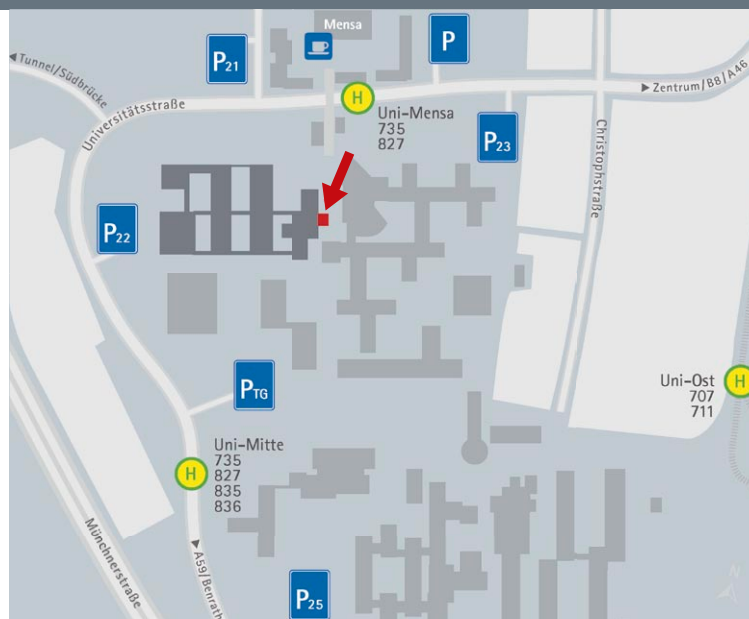 Mensa
P21
P
◄Tunnel/Südbrücke
►Zentrum/B8/A46
Universitätsstraße
H
Uni-Mensa
735
827
P23
Christophstraße
P22
Uni-Ost
707
711
H
PTG
Uni-Mitte
735
827
835
836
H
Münchnerstraße
◄A59/Benrath
P25
N